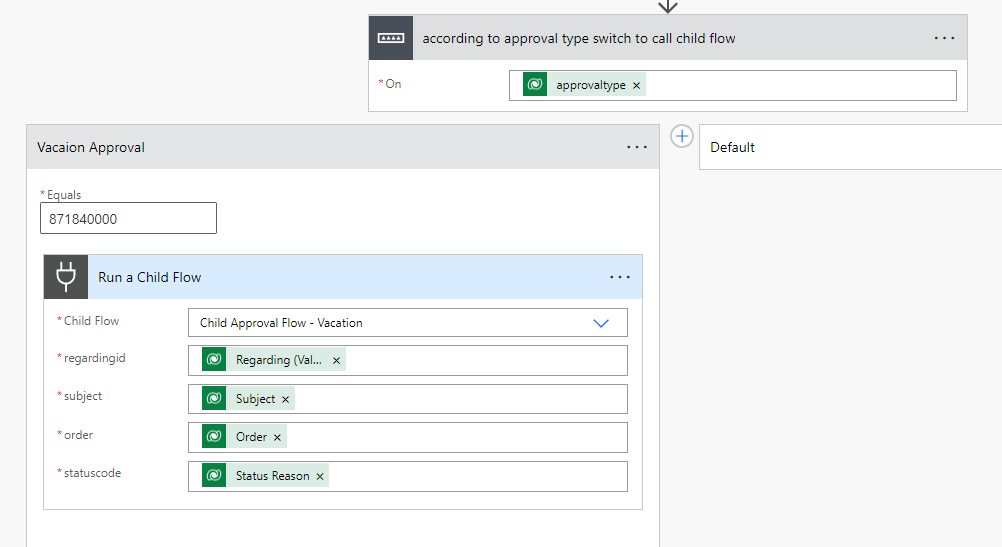 according to approval type switch to call child flow
* On
approvaltype
Vacaion Approval
Default
* Equals
871840000
Run a Child Flow
* Child Flow
Child Approval Flow - Vacation
* regardingid
Regarding (Val...
* subject
Subject
* order
Order
* statuscode
Status Reason